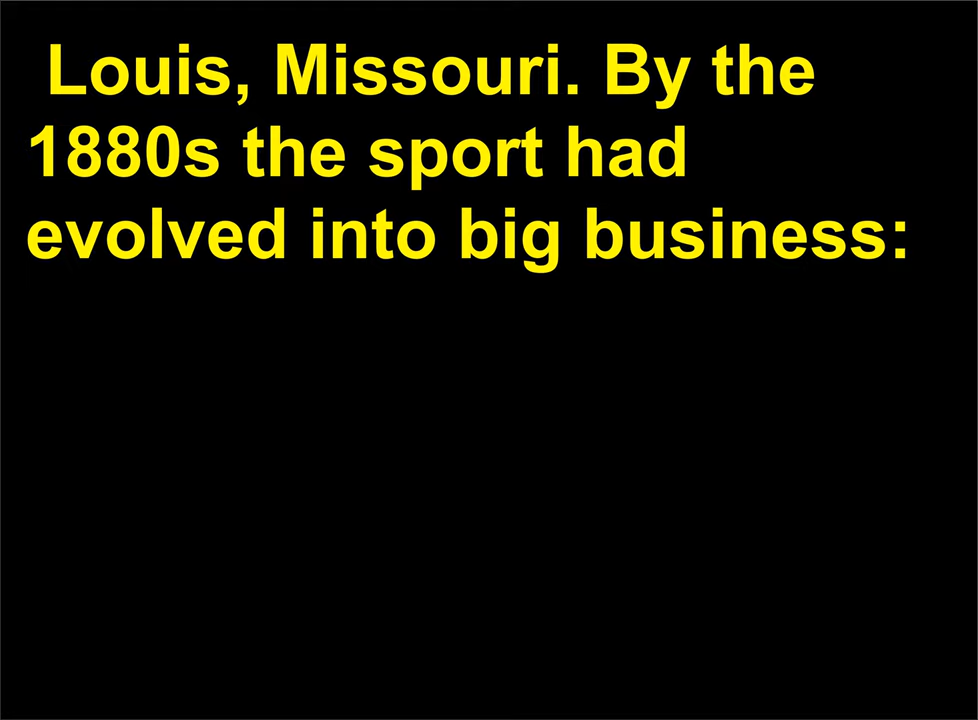 Louis, Missouri. By the
1880s the sport had
evolved into big business: